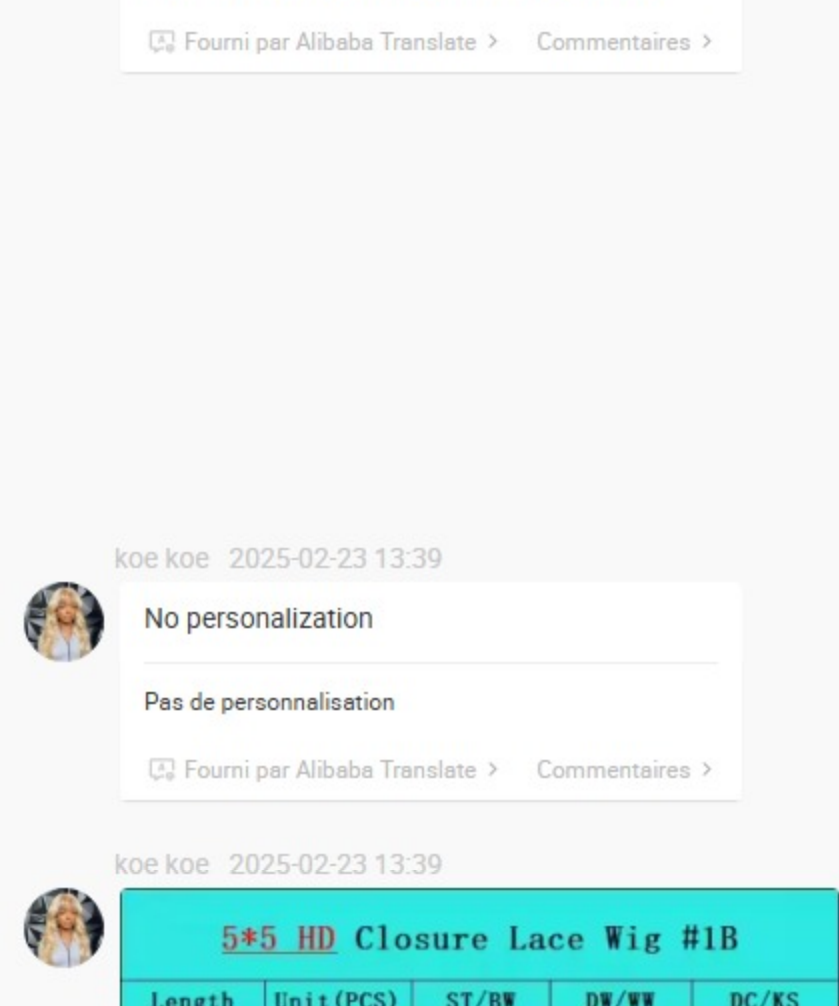 Fourni par Alibaba Translate > Commentaires >
koe koe 2025-02-23 13:39
No personalization
Pas de personnalisation
Fourni par Alibaba Translate > Commentaires >
koe koe 2025-02-23 13:39
5*5 HD Closure Lace Wig #1B
Length Unit(PCS) ST/BW DW/WW DC/KS